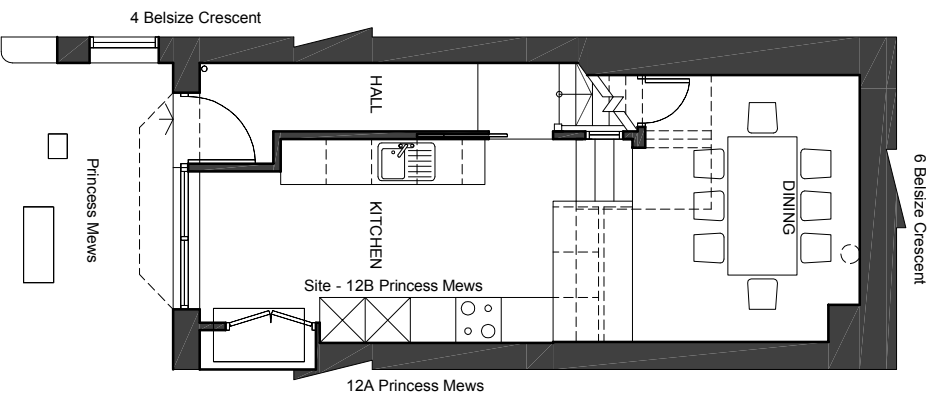 4 Belsize Crescent
HALL
Princess Mews
KITCHEN
DINING
6 Belsize Crescent
Site - 12B Princess Mews
12A Princess Mews